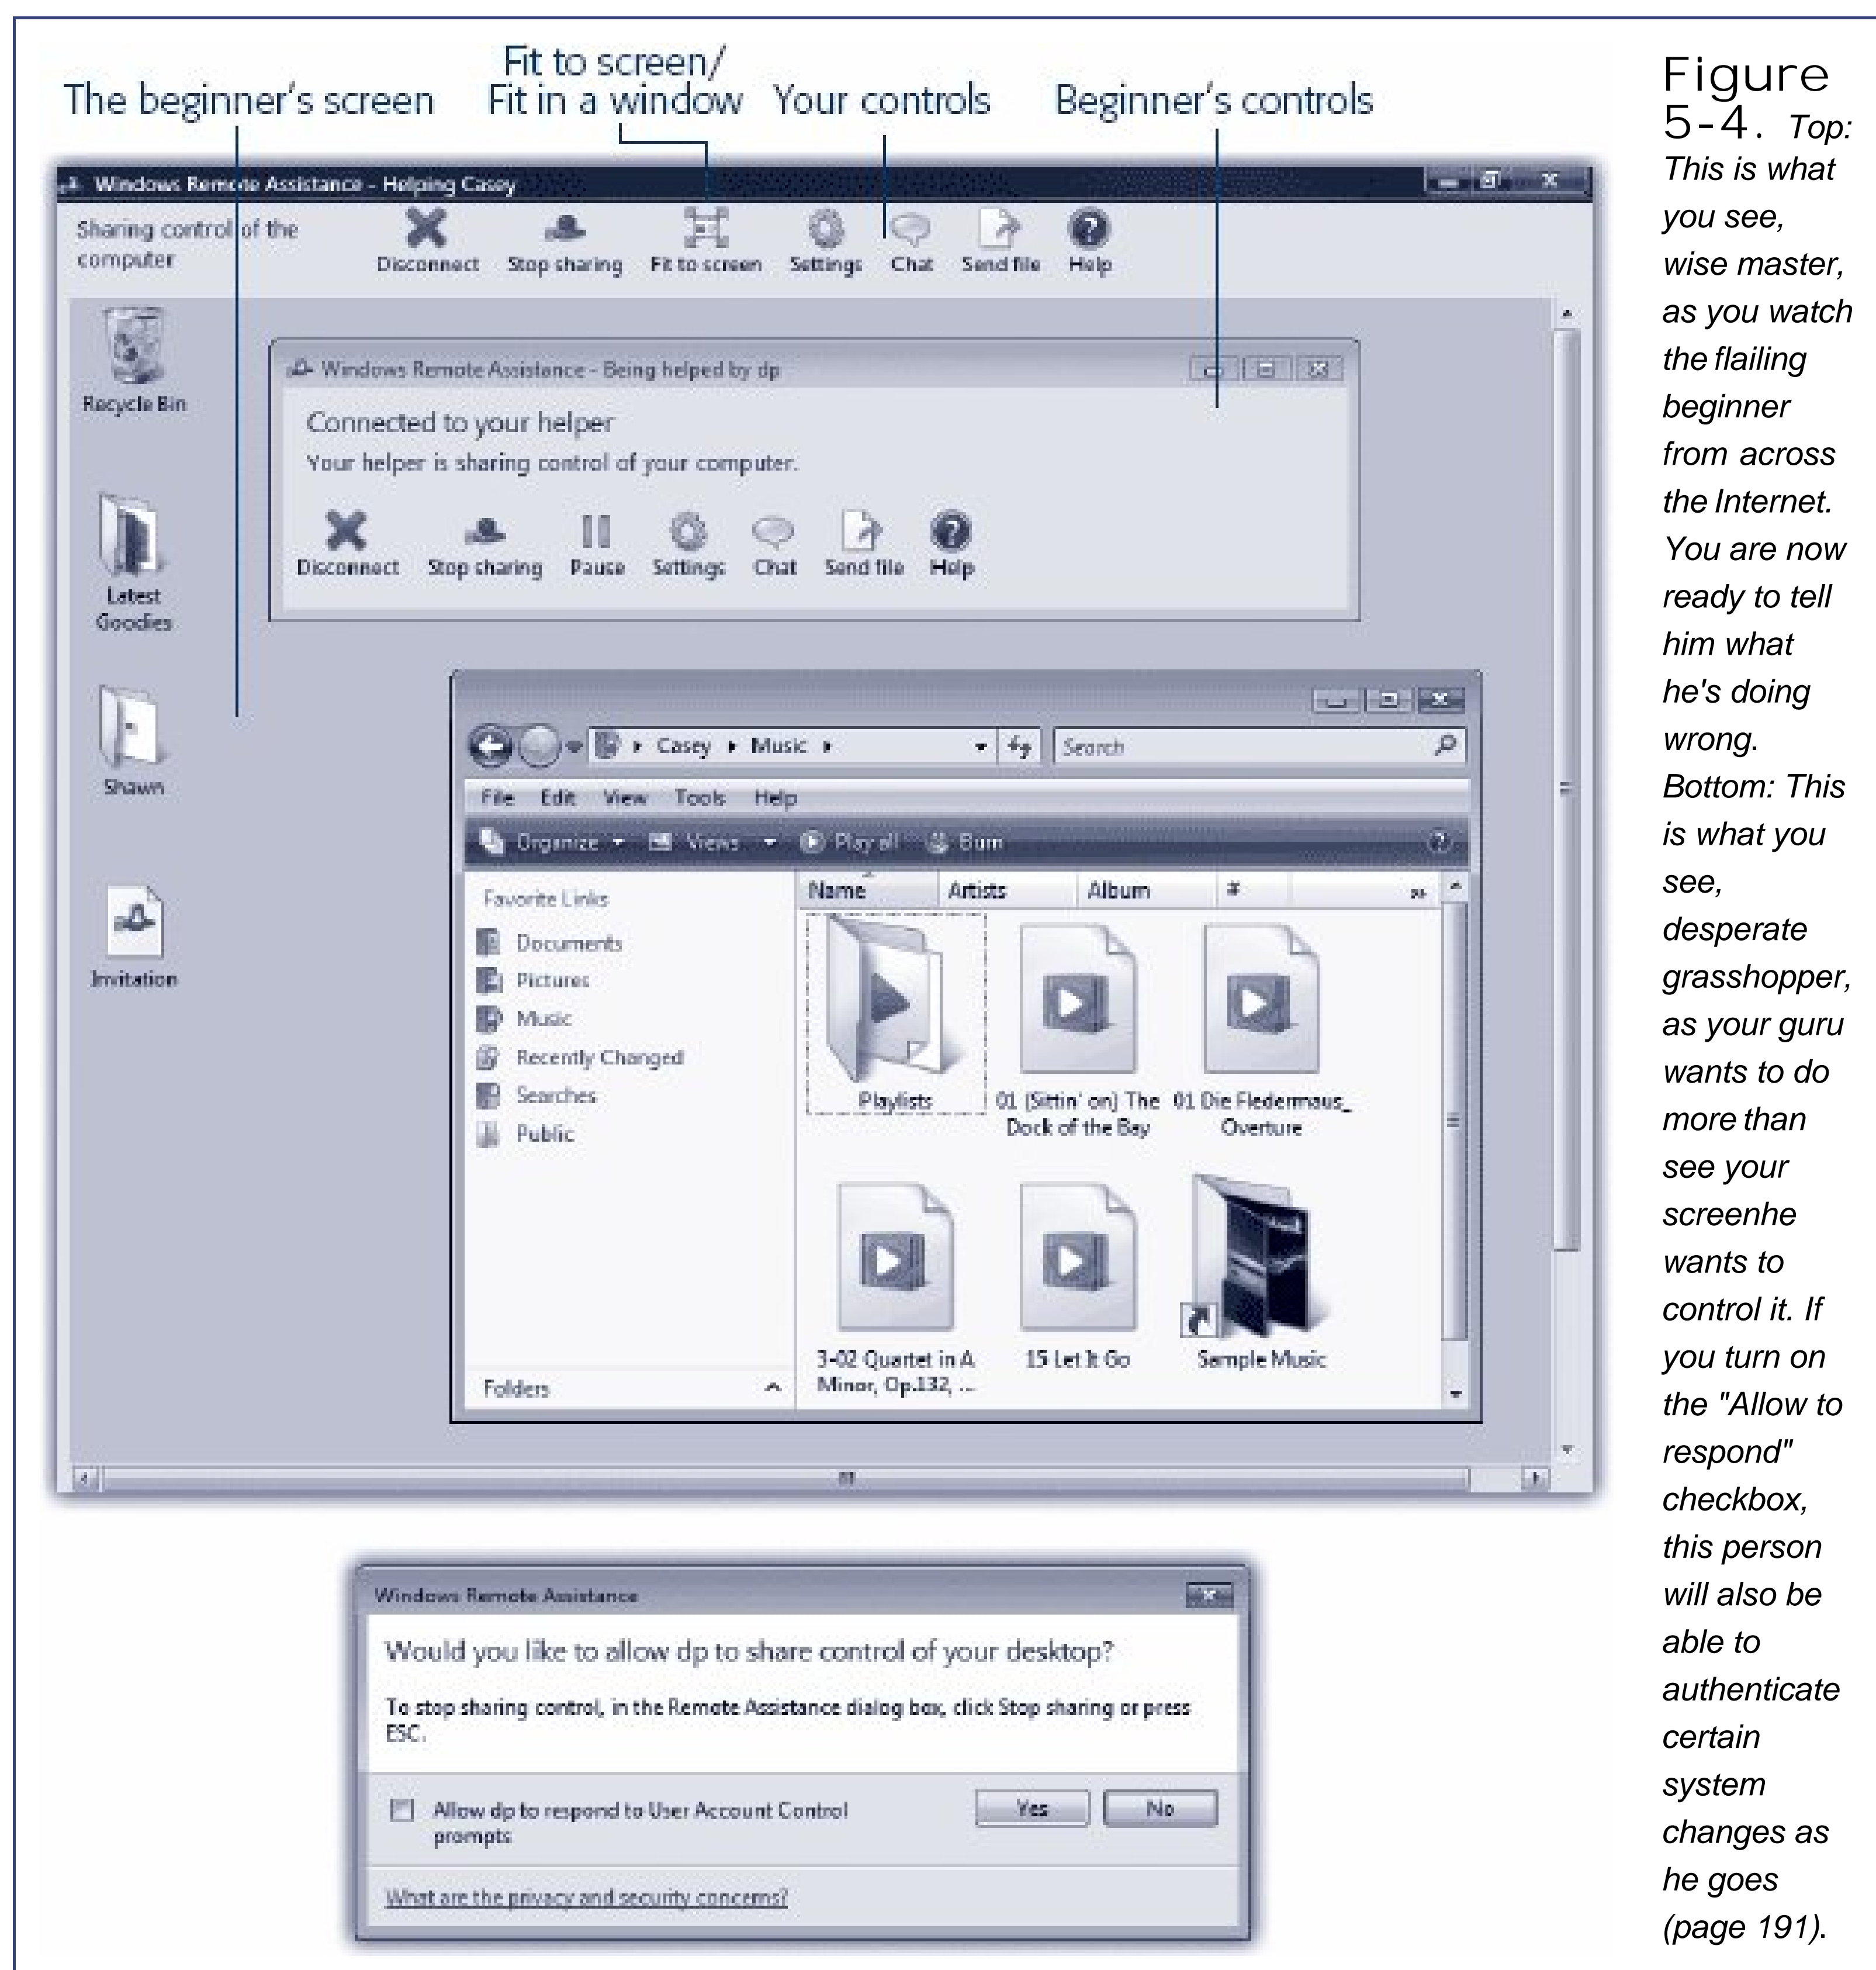 Fit to screen/
The beginner's screen Fit in a window Your controls Beginner's controls
Windows Remote Assistance - Helping Casey
Sharing control of the
computer
Disconnect Stop sharing Fit to screen Settings Chat Send file Help
Recycle Bin
Windows Remote Assistance - Being helped by dp
Connected to your helper
Your helper is sharing control of your computer.
Disconnect Stop sharing Pause Settings Chat Send file Help
Latest
Goodies
Shawn
Invitation
Casey Music Search
File Edit View Tools Help
Organize Views Play all Burn
Favorite Links
Documents
Pictures
Music
Recently Changed
Searches
Public
Folders
Name Artists Album #
Playlists
01 (Sittin' on) The
Dock of the Bay
01 Die Fledermaus_
Overture
3-02 Quartet in A
Minor, Op.132, ...
15 Let It Go
Sample Music
Windows Remote Assistance
Would you like to allow dp to share control of your desktop?
To stop sharing control, in the Remote Assistance dialog box, click Stop sharing or press
ESC.
Allow dp to respond to User Account Control
prompts
Yes No
What are the privacy and security concerns?
Figure
5-4. Top:
This is what
you see,
wise master,
as you watch
the flailing
beginner
from across
the Internet.
You are now
ready to tell
him what
he's doing
wrong.
Bottom: This
is what you
see,
desperate
grasshopper,
as your guru
wants to do
more than
see your
screenhe
wants to
control it. If
you turn on
the "Allow to
respond"
checkbox,
this person
will also be
able to
authenticate
certain
system
changes as
he goes
(page 191).